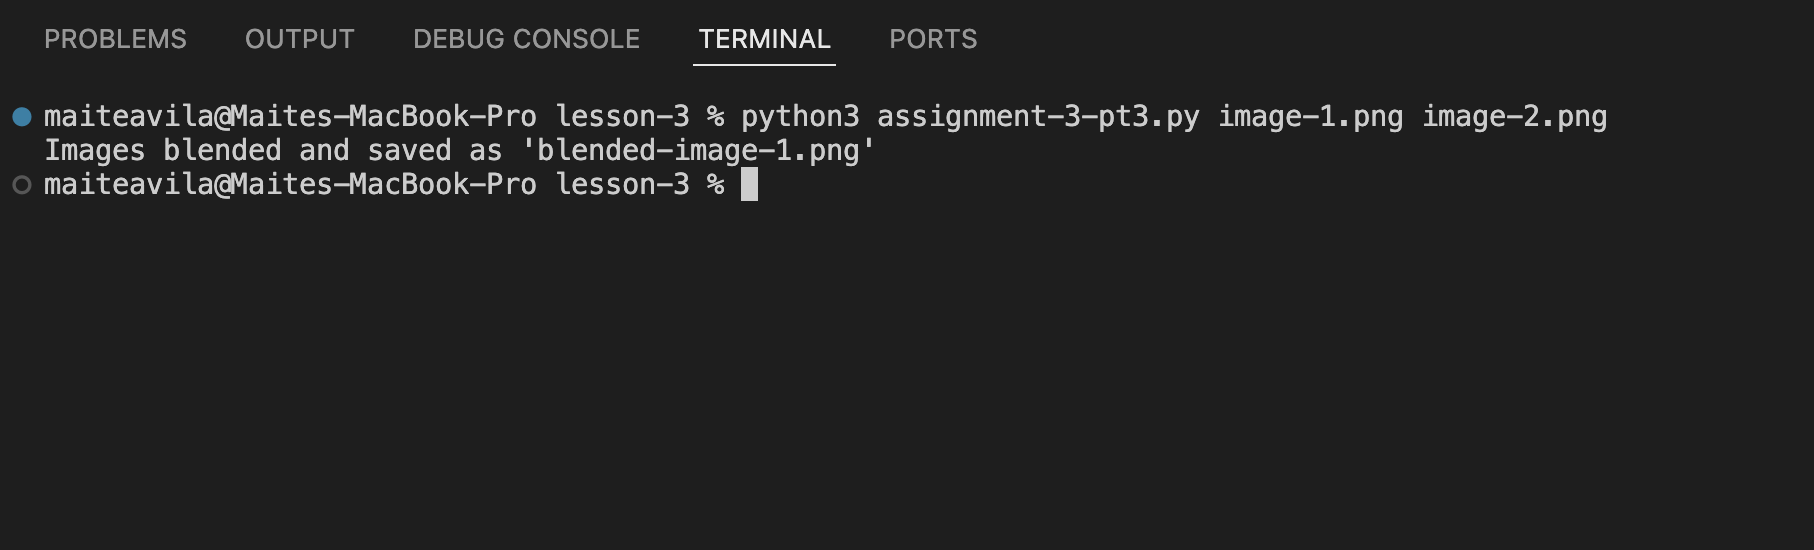 PROBLEMS OUTPUT DEBUG CONSOLE TERMINAL PORTS
maiteavila@Maites-MacBook-Pro lesson-3 % python3 assignment-3-pt3.py image-1.png image-2.png
Images blended and saved as 'blended-image-1.png'
maiteavila@Maites-MacBook-Pro lesson-3 %